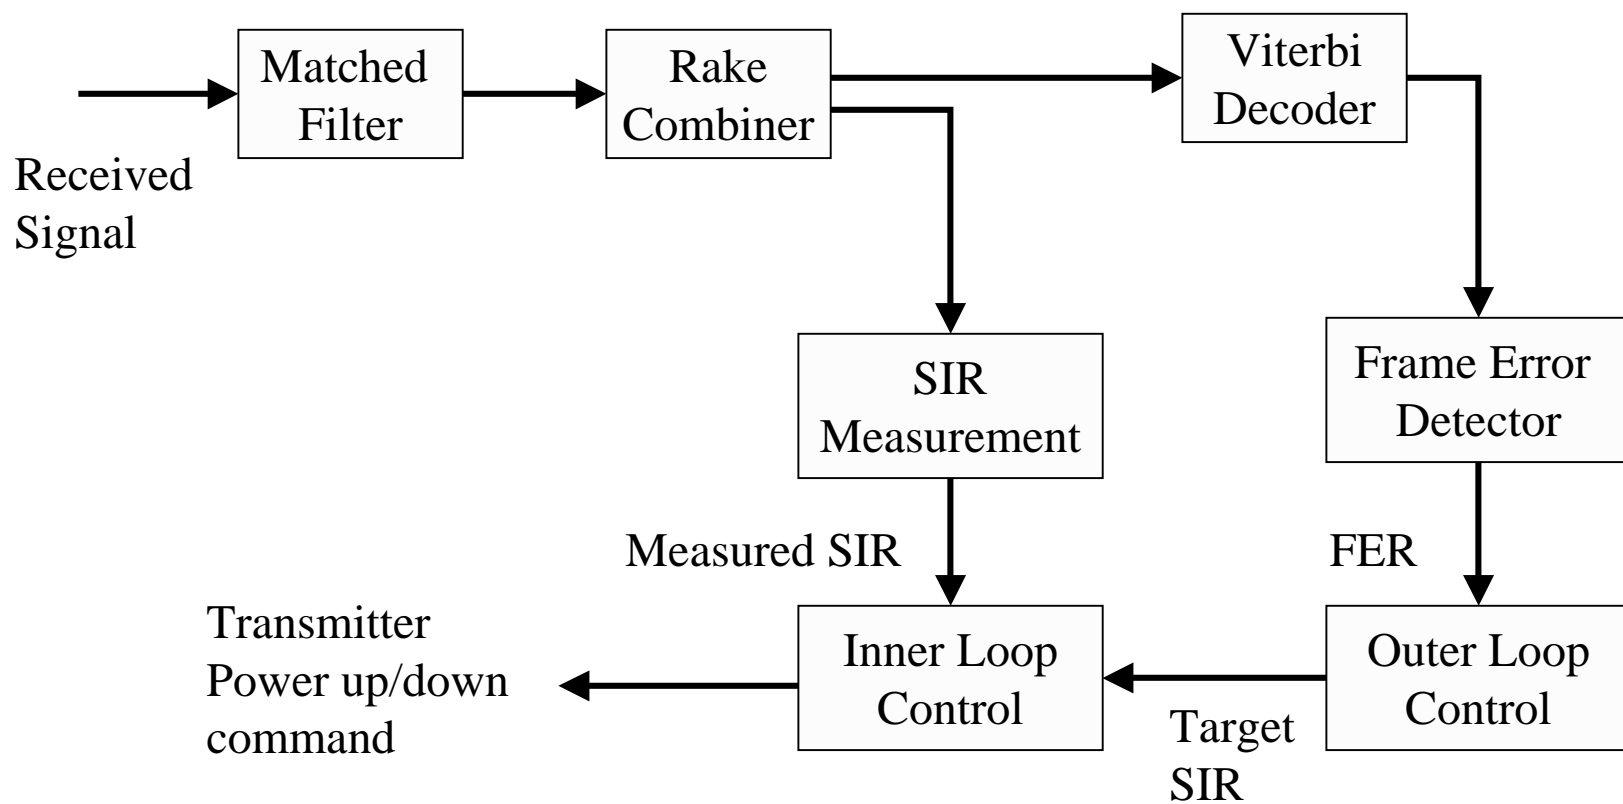 Matched
Filter
Rake
Combiner
Viterbi
Decoder
Received
Signal
SIR
Measurement
Frame Error
Detector
Measured SIR
FER
Transmitter
Power up/down
command
Inner Loop
Control
Outer Loop
Control
Target
SIR